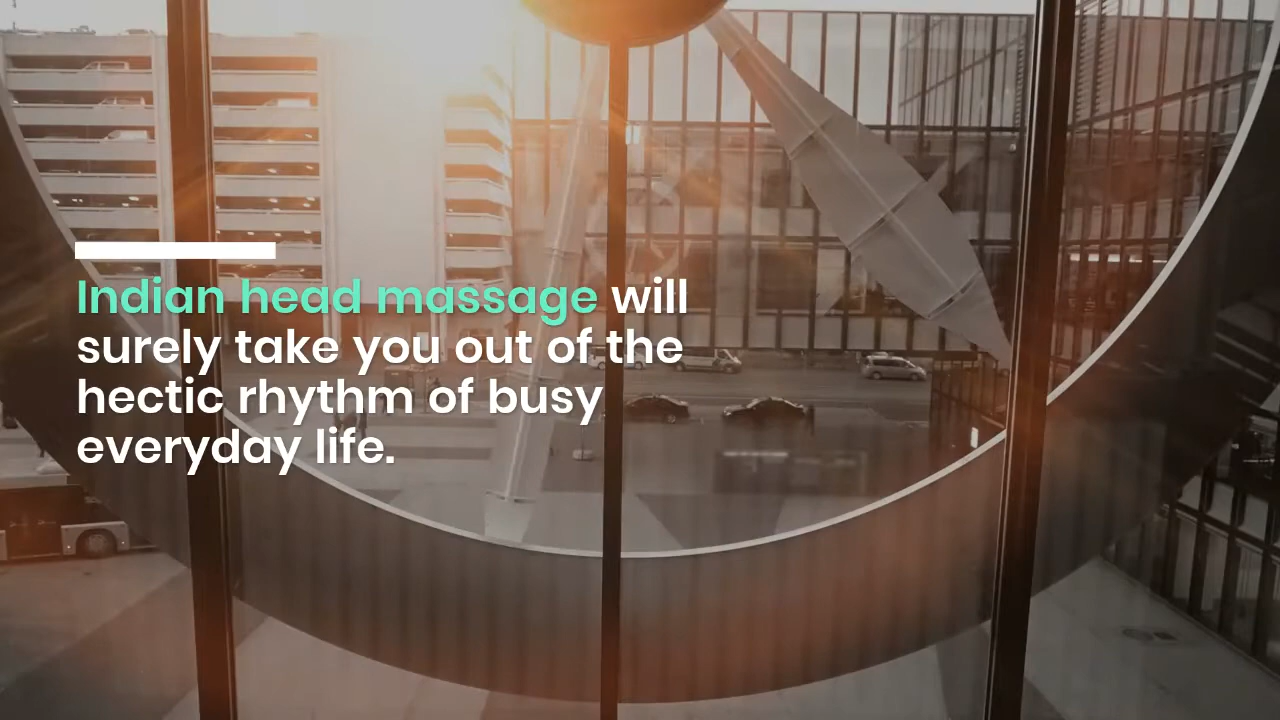 Indian head massage will
surely take you out of the
hectic rhythm of busy
everyday life.